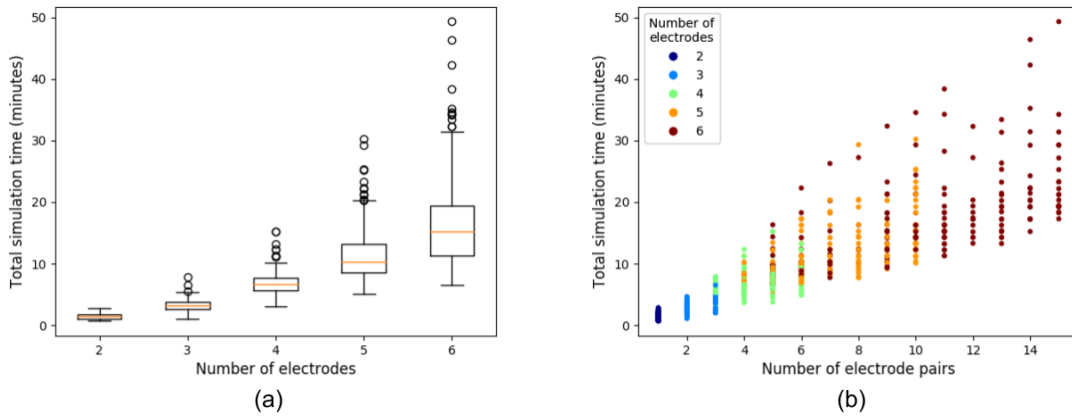 50
40
30
20
10
0
Total simulation time (minutes)
2 3 4 5 6
Number of electrodes
(a)
50
40
30
20
10
0
Total simulation time (minutes)
Number of
electrodes
2
3
4
5
6
2 4 6 8 10 12 14
Number of electrode pairs
(b)